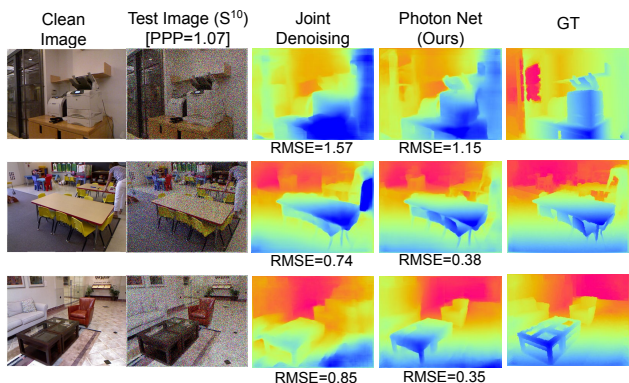 Clean Image
Test Image (S¹⁰) [PPP=1.07]
Joint Denoising
Photon Net (Ours)
GT
RMSE=1.57
RMSE=1.15
RMSE=0.74
RMSE=0.38
RMSE=0.85
RMSE=0.35